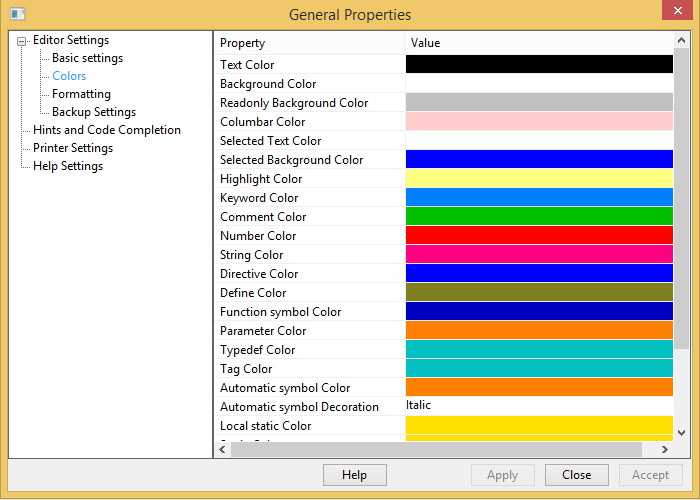 General Properties
Editor Settings
Basic settings
Colors
Formatting
Backup Settings
Hints and Code Completion
Printer Settings
Help Settings
Property Value
Text Color
Background Color
Readonly Background Color
Columbar Color
Selected Text Color
Selected Background Color
Highlight Color
Keyword Color
Comment Color
Number Color
String Color
Directive Color
Define Color
Function symbol Color
Parameter Color
Typedef Color
Tag Color
Automatic symbol Color
Automatic symbol Decoration Italic
Local static Color
Help Apply Close Accept